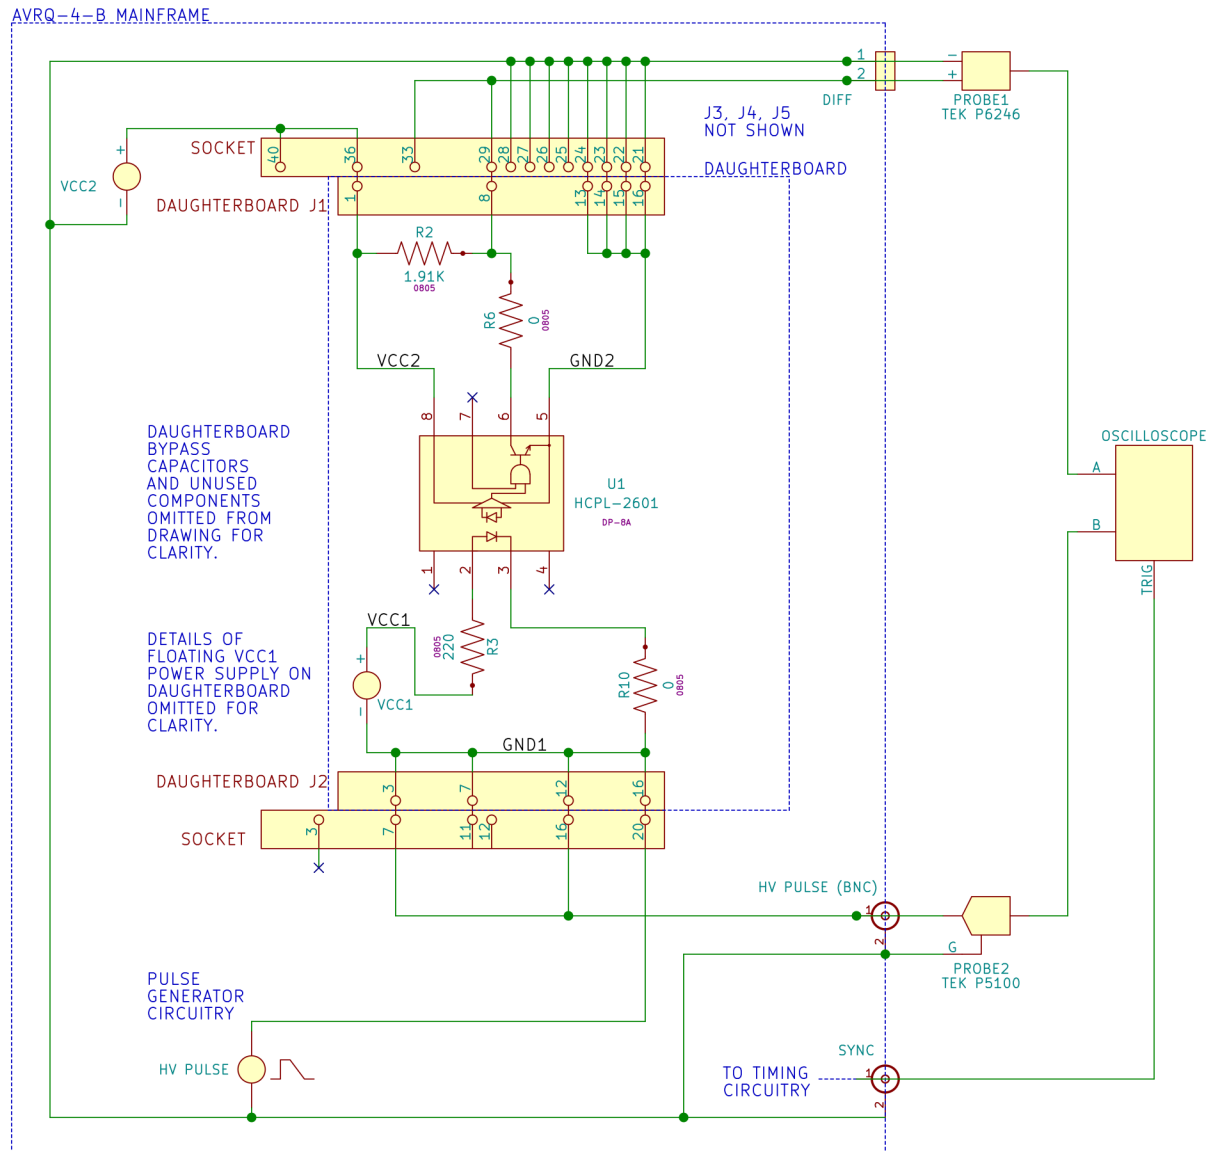 AVRQ-4-B MAINFRAME
1
2
DIFF
-
+
PROBE1
TEK P6246
J3, J4, J5
NOT SHOWN
DAUGHTERBOARD
SOCKET
40
36
33
29
28
27
26
25
24
23
22
21
+
VCC2
-
DAUGHTERBOARD J1
1
8
13
14
15
16
R2
1.91K
0805
R6
0
0805
VCC2
GND2
8
7
6
5
DAUGHTERBOARD
BYPASS
CAPACITORS
AND UNUSED
COMPONENTS
OMITTED FROM
DRAWING FOR
CLARITY.
U1
HCPL-2601
DP-8A
1
2
3
4
OSCILLOSCOPE
A
B
TRIG
DETAILS OF
FLOATING VCC1
POWER SUPPLY ON
DAUGHTERBOARD
OMITTED FOR
CLARITY.
VCC1
+
VCC1
-
0805
220
R3
R10
0
0805
GND1
DAUGHTERBOARD J2
3
7
12
16
SOCKET
3
7
11
12
16
20
HV PULSE (BNC)
1
2
G
PROBE2
TEK P5100
PULSE
GENERATOR
CIRCUITRY
HV PULSE
SYNC
TO TIMING
CIRCUITRY
1
2